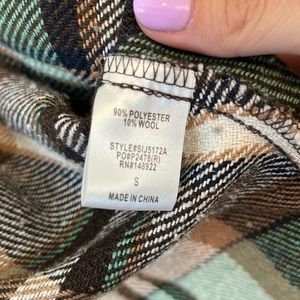 90% POLYESTER
10% WOOL
STYLE#SIJ5172A
PO#P2478(R)
RN#148922
S
MADE IN CHINA